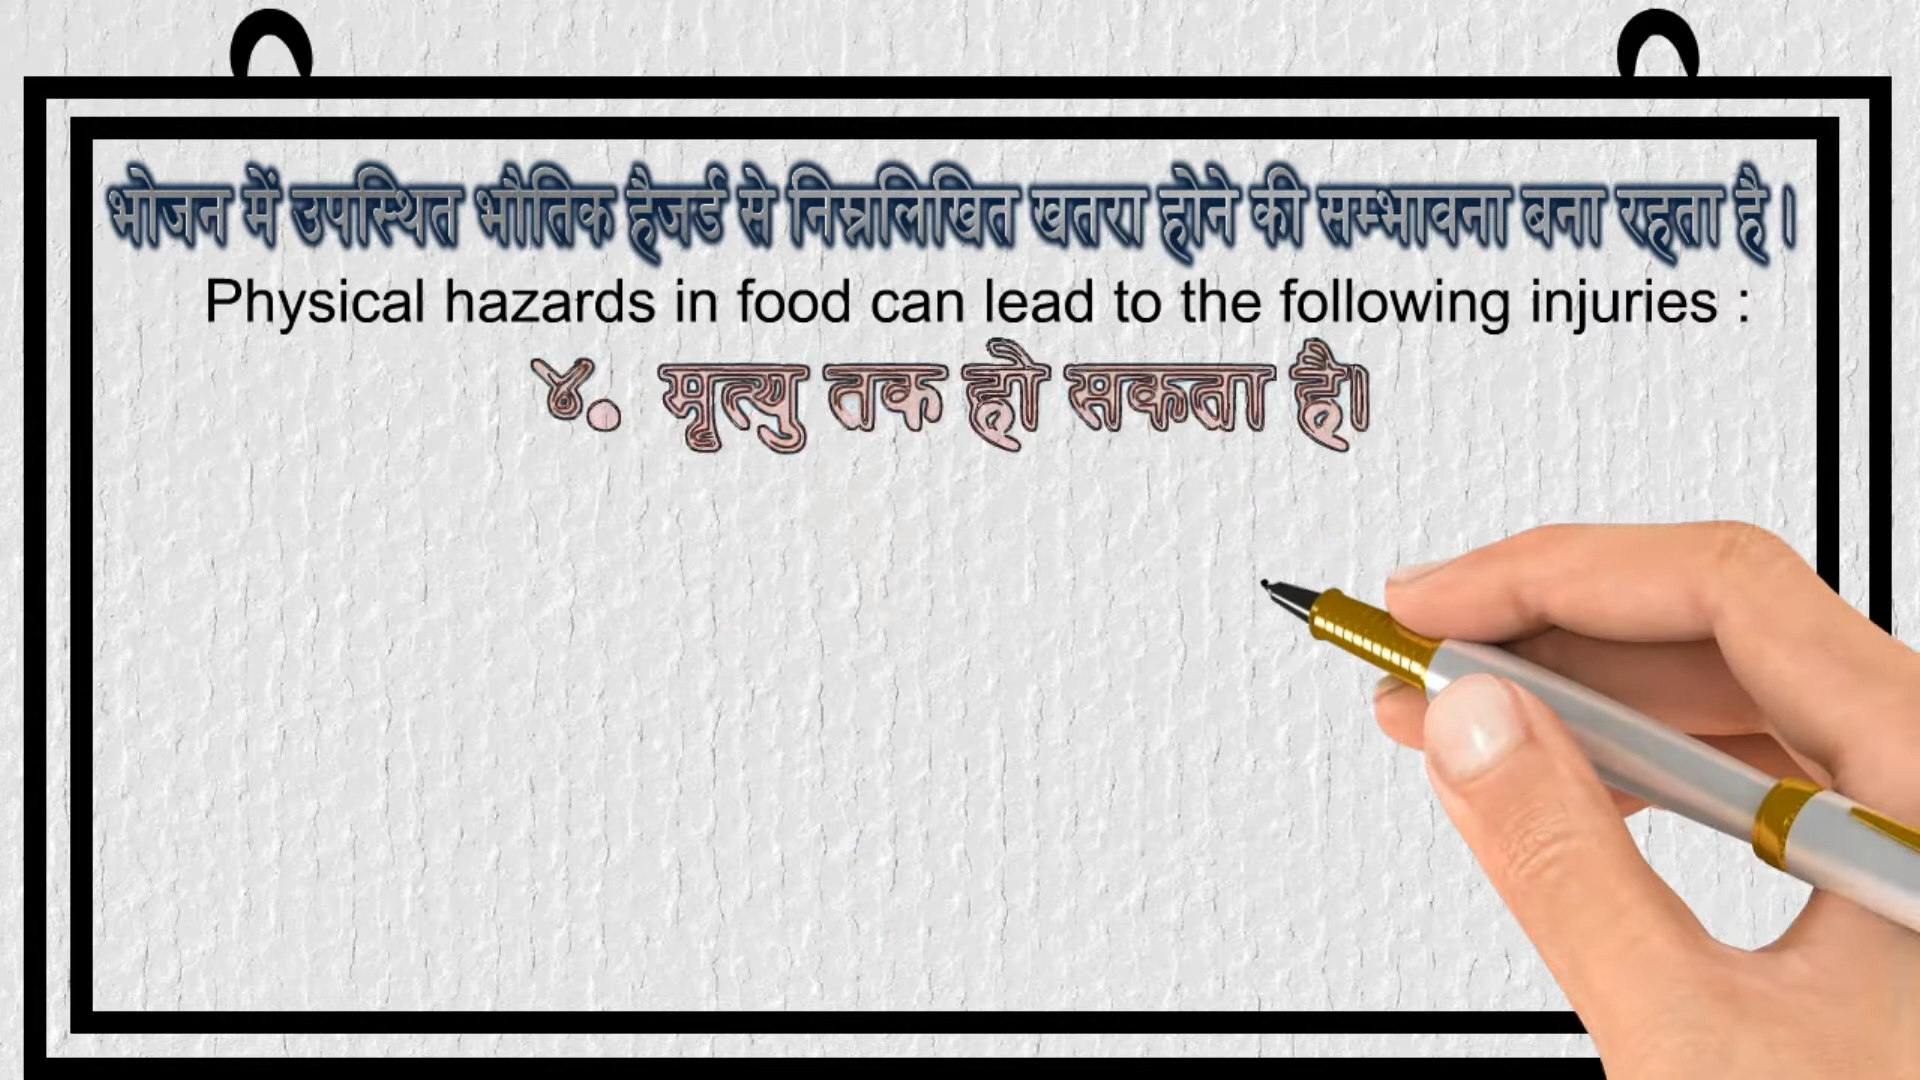 भोजन में उपस्थित भौतिक हैजर्ड से निम्नलिखित खतरा होने की सम्भावना बना रहता है।
Physical hazards in food can lead to the following injuries :
४. मृत्यु तक हो सकता है।